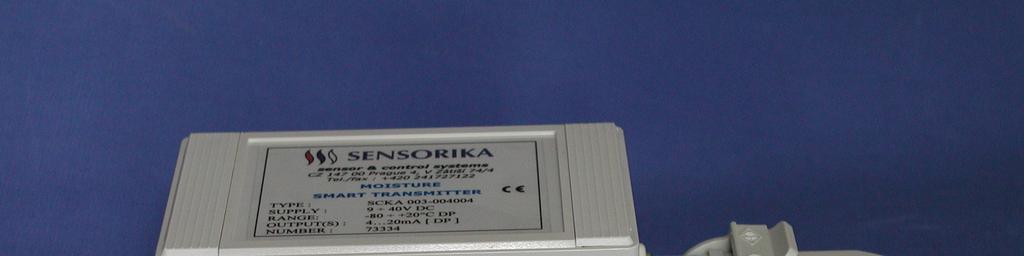 SENSORIKA
sensor & control systems
CZ 147 00 Prague 4, V Zátiší 74/4
Tel./fax : +420 241727122
MOISTURE
SMART TRANSMITTER
CE
TYPE : SCKA 003-004004
SUPPLY : 9 ÷ 40V DC
RANGE: -80 ÷ +20°C DP
OUTPUT(S) : 4...20mA [ DP ]
NUMBER : 73334